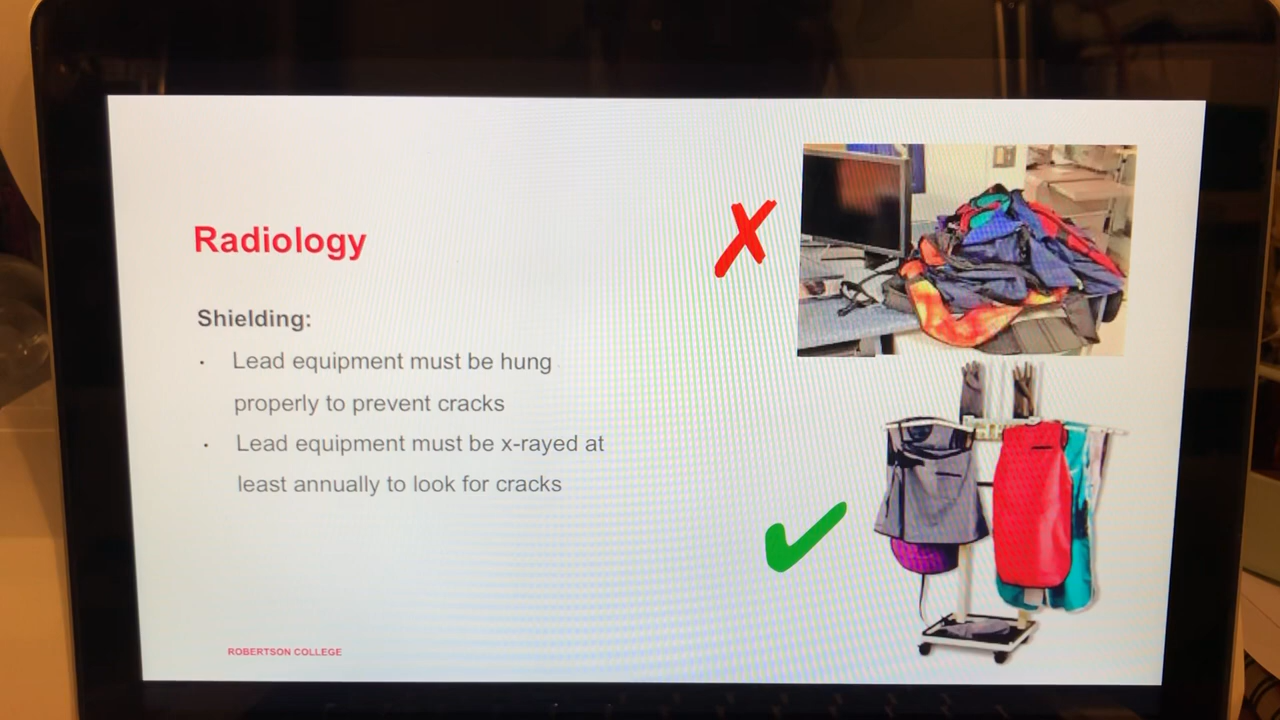 Radiology
Shielding:
· Lead equipment must be hung
properly to prevent cracks
· Lead equipment must be x-rayed at
least annually to look for cracks
ROBERTSON COLLEGE